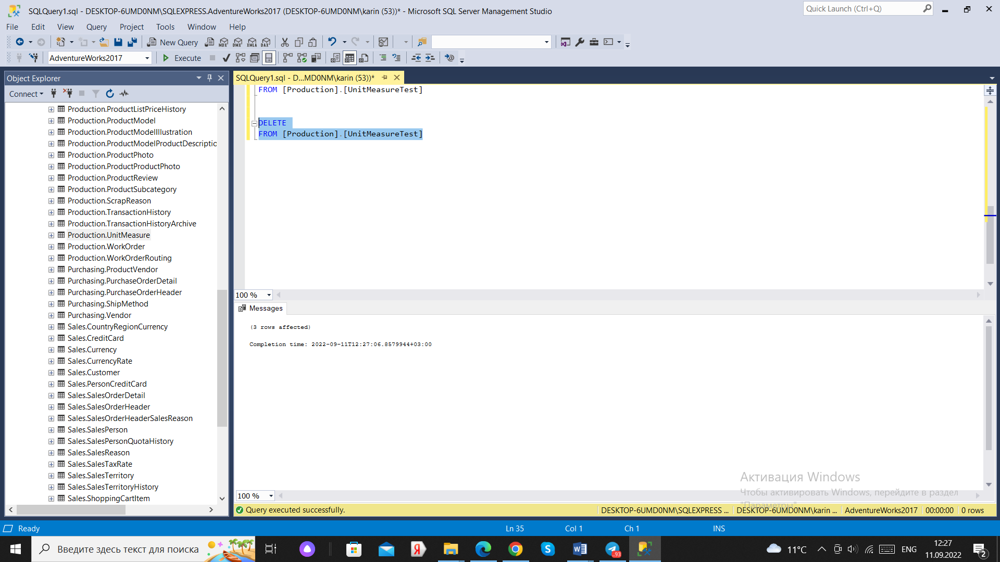 SQLQuery1.sql - DESKTOP-6UMD0NM\SQLEXPRESS.AdventureWorks2017 (DESKTOP-6UMD0NM\karin (53))* - Microsoft SQL Server Management Studio
Quick Launch (Ctrl+Q)
File Edit View Query Project Tools Window Help
New Query
MDX DMX XMLA DAX
AdventureWorks2017
Execute
Object Explorer
Connect
Production.ProductListPriceHistory
Production.ProductModel
Production.ProductModelIllustration
Production.ProductModelProductDescriptio
Production.ProductPhoto
Production.ProductProductPhoto
Production.ProductReview
Production.ProductSubcategory
Production.ScrapReason
Production.TransactionHistory
Production.TransactionHistoryArchive
Production.UnitMeasure
Production.WorkOrder
Production.WorkOrderRouting
Purchasing.ProductVendor
Purchasing.PurchaseOrderDetail
Purchasing.PurchaseOrderHeader
Purchasing.ShipMethod
Purchasing.Vendor
Sales.CountryRegionCurrency
Sales.CreditCard
Sales.Currency
Sales.CurrencyRate
Sales.Customer
Sales.PersonCreditCard
Sales.SalesOrderDetail
Sales.SalesOrderHeader
Sales.SalesOrderHeaderSalesReason
Sales.SalesPerson
Sales.SalesPersonQuotaHistory
Sales.SalesReason
Sales.SalesTaxRate
Sales.SalesTerritory
Sales.SalesTerritoryHistory
Sales.ShoppingCartItem
SQLQuery1.sql - D...MD0NM\karin (53))*
FROM [Production].[UnitMeasureTest]
DELETE
FROM [Production].[UnitMeasureTest]
100 %
Messages
(3 rows affected)
Completion time: 2022-09-11T12:27:06.8579944+03:00
Активация Windows
Чтобы активировать Windows, перейдите в раздел
"Параметры".
100 %
Query executed successfully.
DESKTOP-6UMD0NM\SQLEXPRESS ... DESKTOP-6UMD0NM\karin ... AdventureWorks2017 00:00:00 0 rows
Ready
Ln 35 Col 1 Ch 1 INS
Введите здесь текст для поиска
Я
93
11°C
ENG
12:27
11.09.2022
2